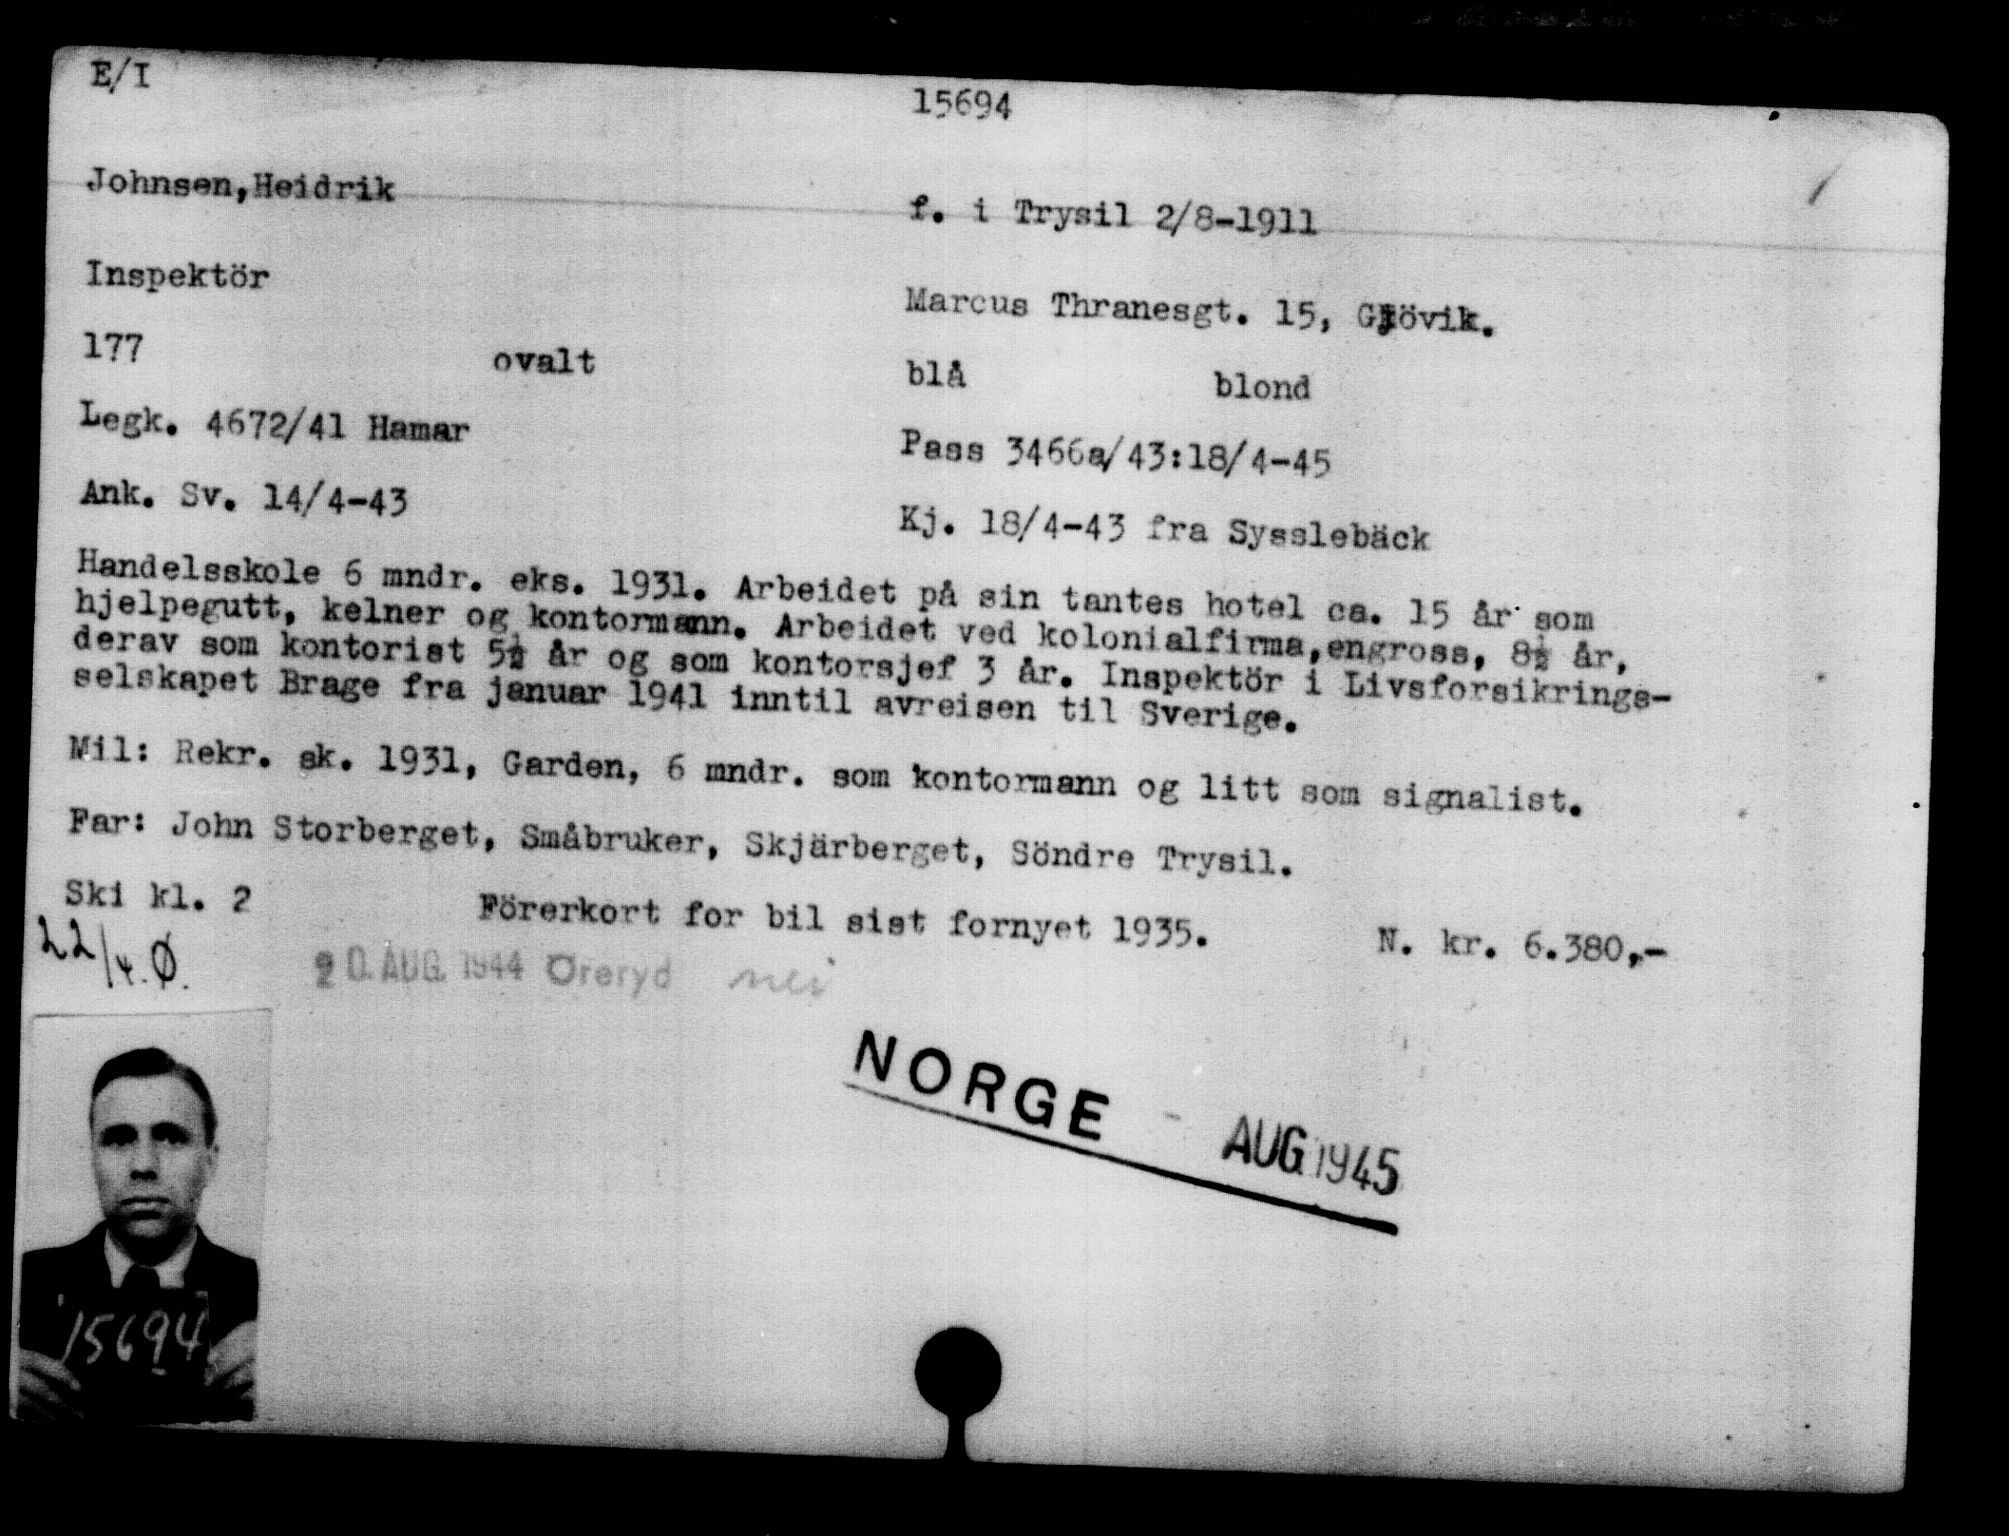 E/I
15694
Johnsen,Heidrik
f. i Trysil 2/8-1911
Inspektör
Marcus Thranesgt. 15, Gjövik.
177 ovalt blå blond
Legk. 4672/41 Hamar
Pass 3466a/43:18/4-45
Ank. Sv. 14/4-43
Kj. 18/4-43 fra Sysslebäck
Handelsskole 6 mndr. eks. 1931. Arbeidet på sin tantes hotel ca. 15 år som
hjelpegutt, kelner og kontormann. Arbeidet ved kolonialfirma,engross, 8½ år,
derav som kontorist 5½ år og som kontorsjef 3 år. Inspektör i Livsforsikrings-
selskapet Brage fra januar 1941 inntil avreisen til Sverige.
Mil: Rekr. sk. 1931, Garden, 6 mndr. som kontormann og litt som signalist.
Far: John Storberget, Småbruker, Skjärberget, Söndre Trysil.
Ski kl. 2 Förerkort for bil sist fornyet 1935. N. kr. 6.380,-
22/4.Ø.
20. AUG. 1944 Öreryd nei
NORGE - AUG 1945
15694